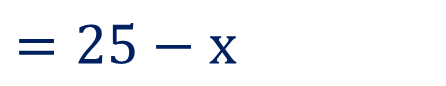 = 25 − x